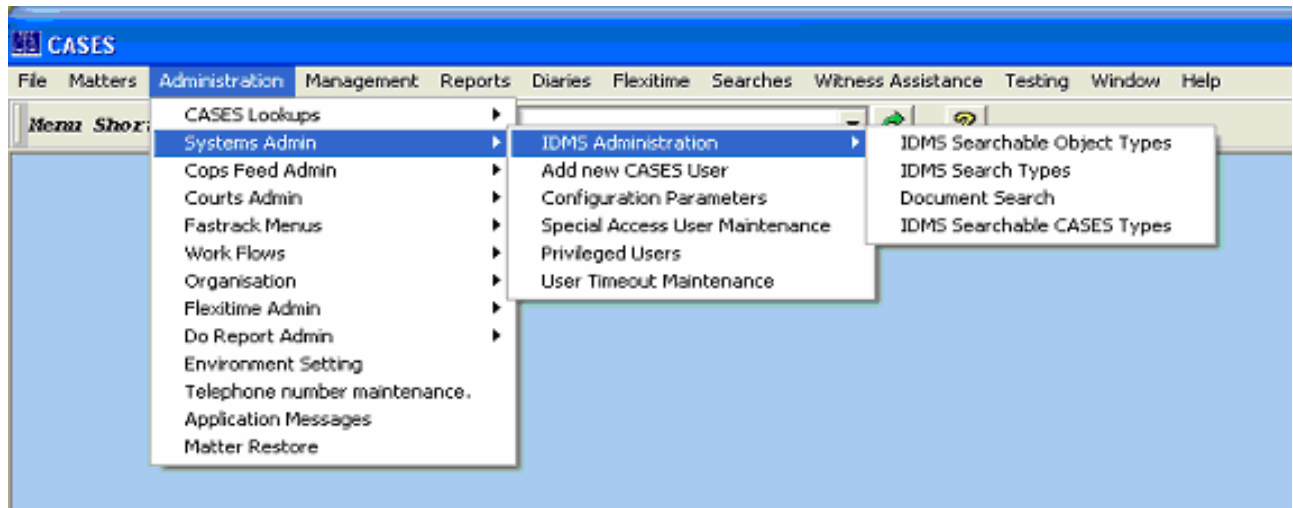 CASES
File Matters Administration Management Reports Diaries Flexitime Searches Witness Assistance Testing Window Help
Menu
CASES Lookups
Systems Admin
Cops Feed Admin
Courts Admin
Fastrack Menus
Work Flows
Organisation
Flexitime Admin
Do Report Admin
Environment Setting
Telephone number maintenance.
Application Messages
Matter Restore
IDMS Administration
Add new CASES User
Configuration Parameters
Special Access User Maintenance
Privileged Users
User Timeout Maintenance
IDMS Searchable Object Types
IDMS Search Types
Document Search
IDMS Searchable CASES Types